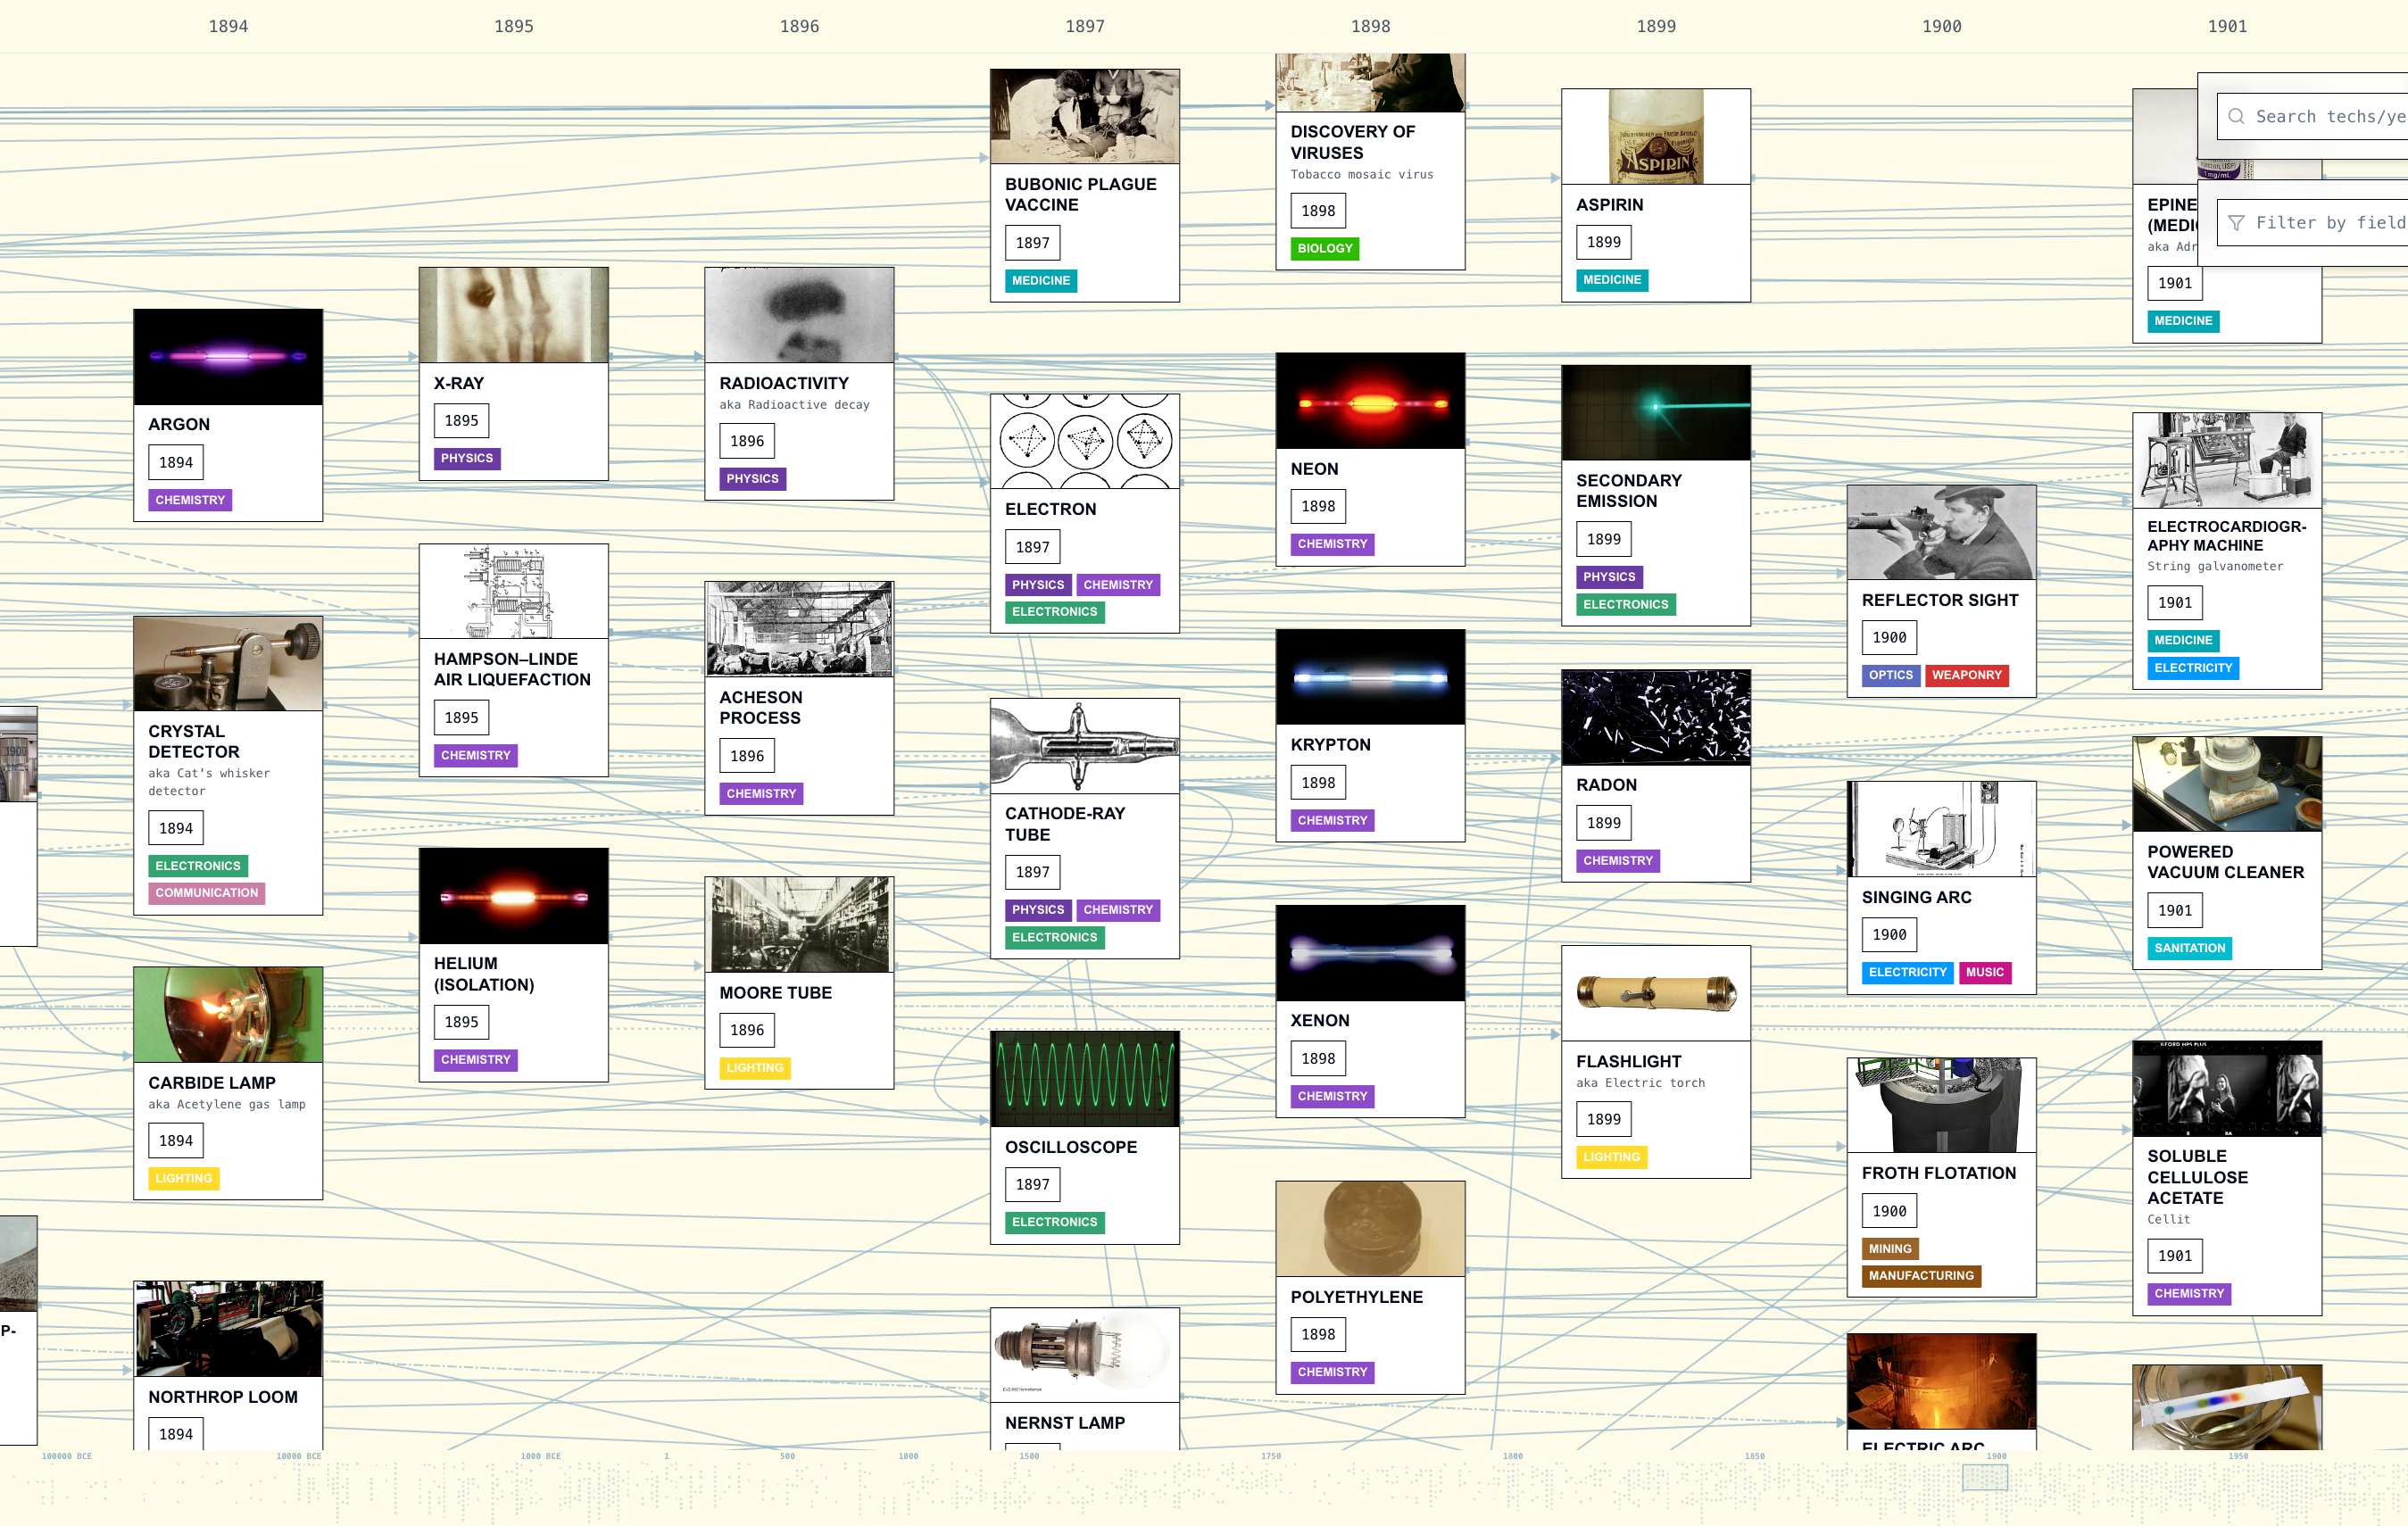 1894
1895
1896
1897
1898
1899
1900
1901
Search techs/ye
Filter by field
ARGON
1894
CHEMISTRY
CRYSTAL
DETECTOR
aka Cat's whisker
detector
1894
ELECTRONICS
COMMUNICATION
CARBIDE LAMP
aka Acetylene gas lamp
1894
LIGHTING
P-
NORTHROP LOOM
1894
X-RAY
1895
PHYSICS
HAMPSON–LINDE
AIR LIQUEFACTION
1895
CHEMISTRY
HELIUM
(ISOLATION)
1895
CHEMISTRY
RADIOACTIVITY
aka Radioactive decay
1896
PHYSICS
ACHESON
PROCESS
1896
CHEMISTRY
MOORE TUBE
1896
LIGHTING
BUBONIC PLAGUE
VACCINE
1897
MEDICINE
ELECTRON
1897
PHYSICS CHEMISTRY
ELECTRONICS
CATHODE-RAY
TUBE
1897
PHYSICS CHEMISTRY
ELECTRONICS
OSCILLOSCOPE
1897
ELECTRONICS
NERNST LAMP
DISCOVERY OF
VIRUSES
Tobacco mosaic virus
1898
BIOLOGY
NEON
1898
CHEMISTRY
KRYPTON
1898
CHEMISTRY
XENON
1898
CHEMISTRY
POLYETHYLENE
1898
CHEMISTRY
ASPIRIN
ASPIRIN
1899
MEDICINE
SECONDARY
EMISSION
1899
PHYSICS
ELECTRONICS
RADON
1899
CHEMISTRY
FLASHLIGHT
aka Electric torch
1899
LIGHTING
REFLECTOR SIGHT
1900
OPTICS WEAPONRY
SINGING ARC
1900
ELECTRICITY MUSIC
FROTH FLOTATION
1900
MINING
MANUFACTURING
ELECTRIC ARC
1mg/mL
EPINE
(MEDI
aka Adr
1901
MEDICINE
ELECTROCARDIOGR-
APHY MACHINE
String galvanometer
1901
MEDICINE
ELECTRICITY
POWERED
VACUUM CLEANER
1901
SANITATION
ILFORD HP5 PLUS
SOLUBLE
CELLULOSE
ACETATE
Cellit
1901
CHEMISTRY
100000 BCE
10000 BCE
1000 BCE
1
500
1000
1500
1750
1800
1850
1900
1950